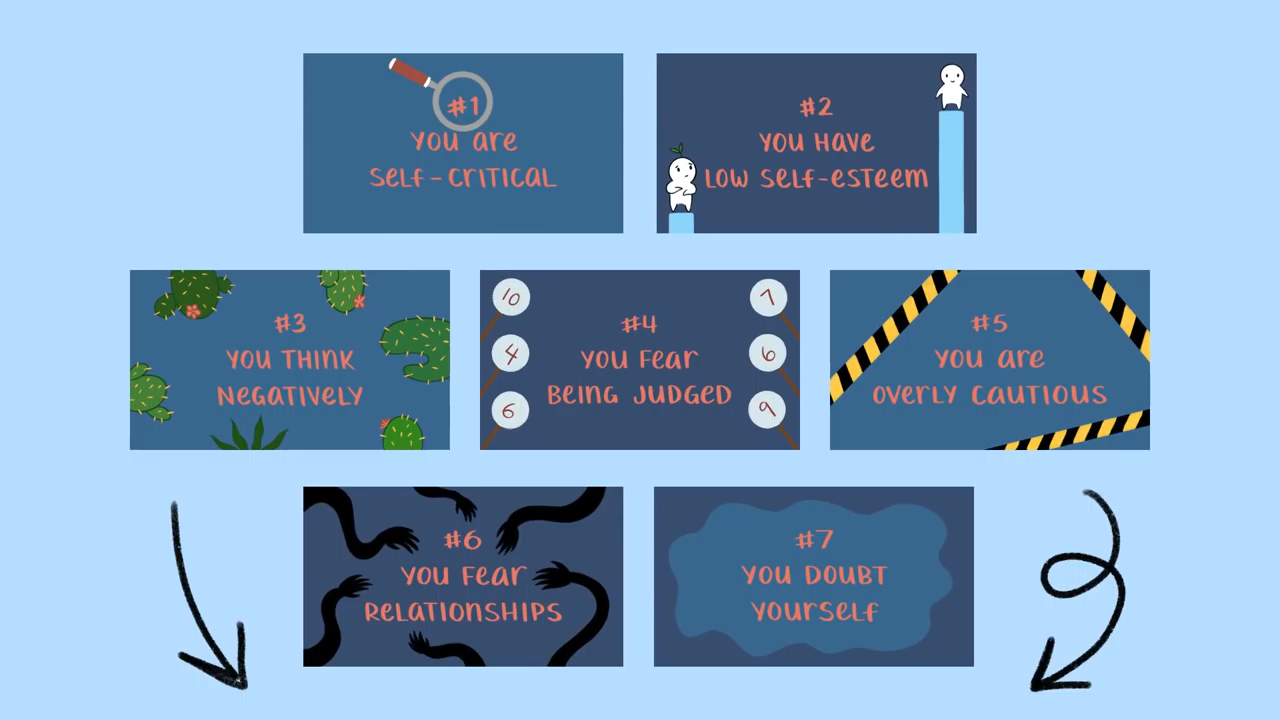 #1
YOU ARE
SELF-CRITICAL
#2
YOU HAVE
LOW SELF-ESTEEM
#3
YOU THINK
NEGATIVELY
10
4
6
#4
YOU FEAR
BEING JUDGED
7
6
9
#5
YOU ARE
OVERLY CAUTIOUS
#6
YOU FEAR
RELATIONSHIPS
#7
YOU DOUBT
YOURSELF